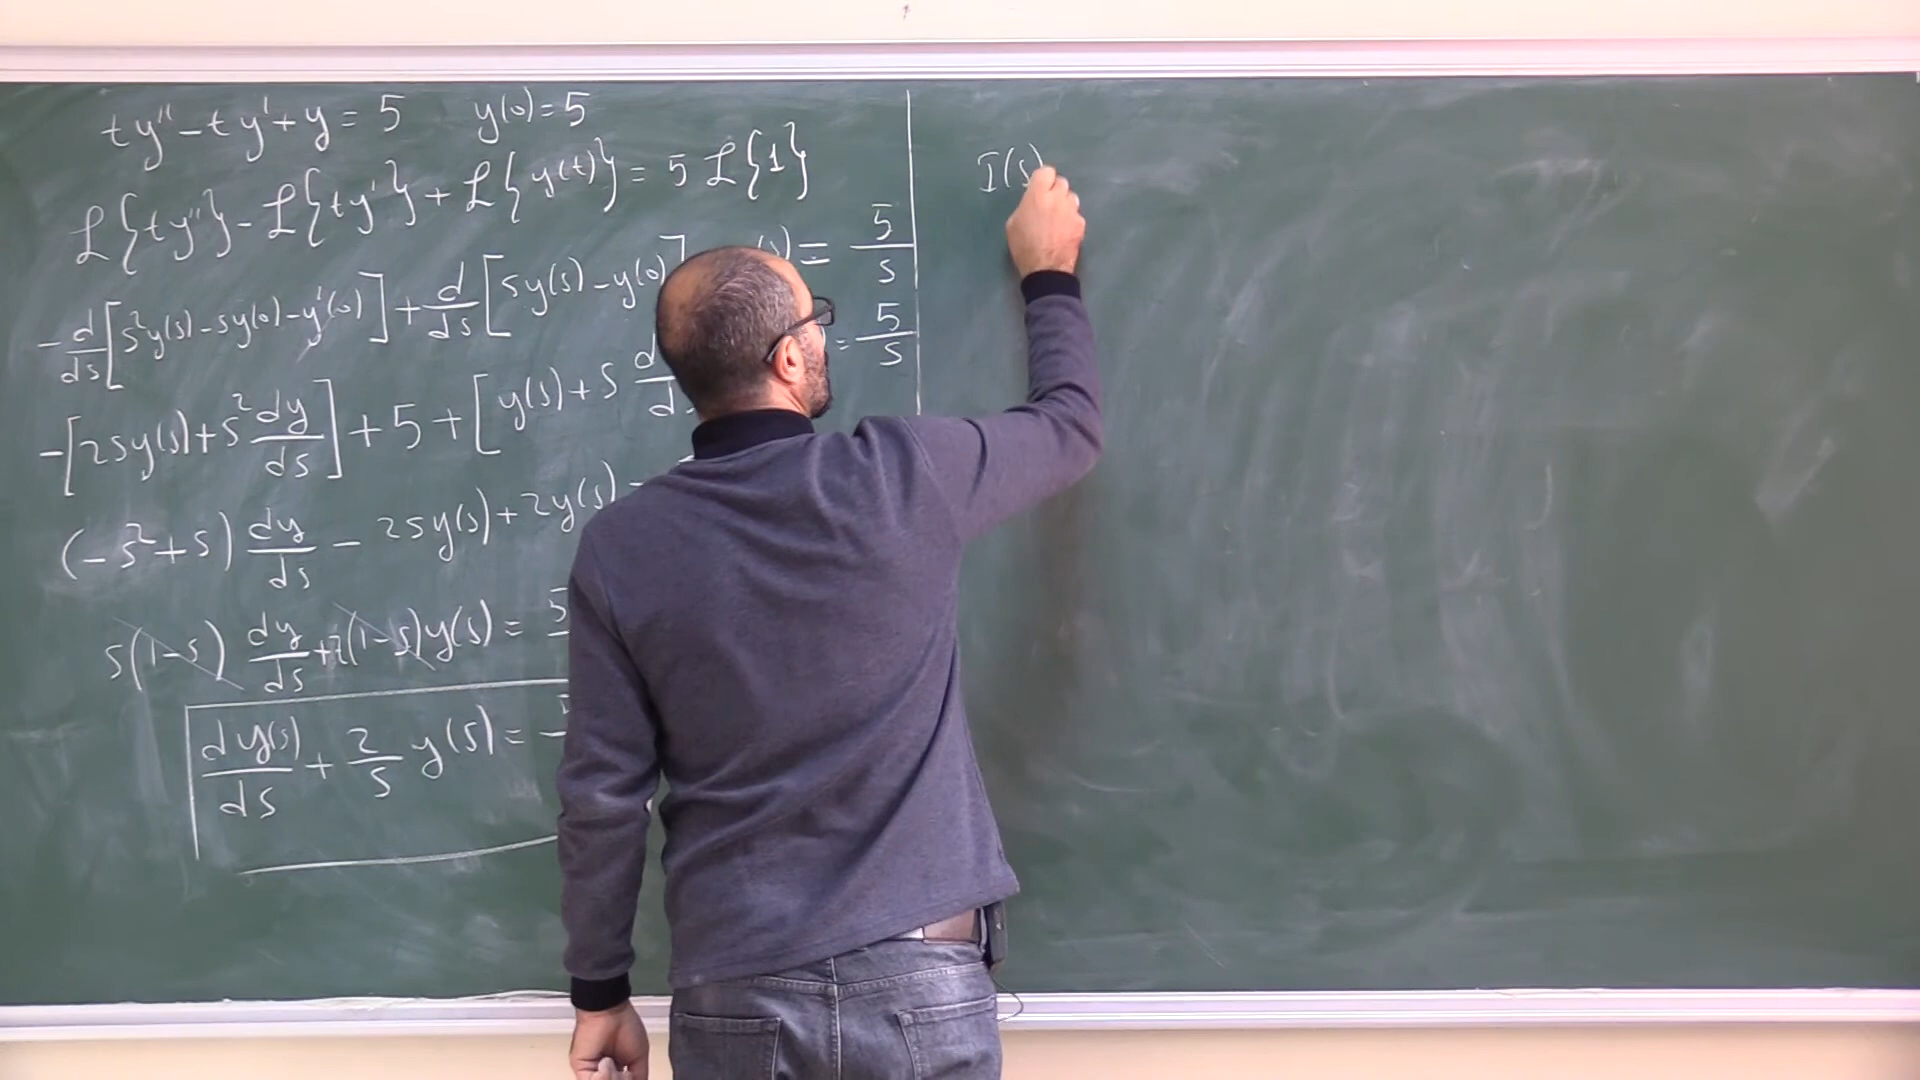 ty'' - ty' + y = 5 y(0) = 5
ℒ{ty''} - ℒ{ty'} + ℒ{y(t)} = 5 ℒ{1}
- d/ds [s²y(s) - sy(0) - y'(0)] + d/ds [sy(s) - y(0)] (s) = 5/s
- [2sy(s) + s² dy/ds] + 5 + [y(s) + s d = 5/s
(-s² + s) dy/ds - 2sy(s) + 2y(s)
s(1-s) dy/ds + 2(1-s)y(s) = 5
dy(s)/ds + 2/s y(s) =
I(s)